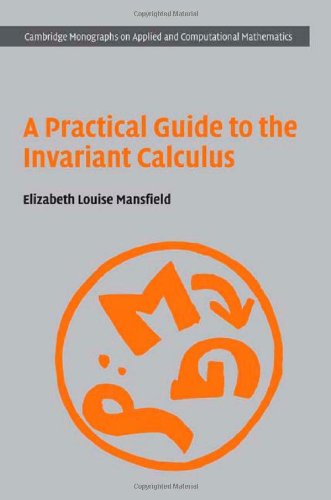 Cambridge Monographs on Applied and Computational Mathematics
A Practical Guide to the
Invariant Calculus
Elizabeth Louise Mansfield
M
G